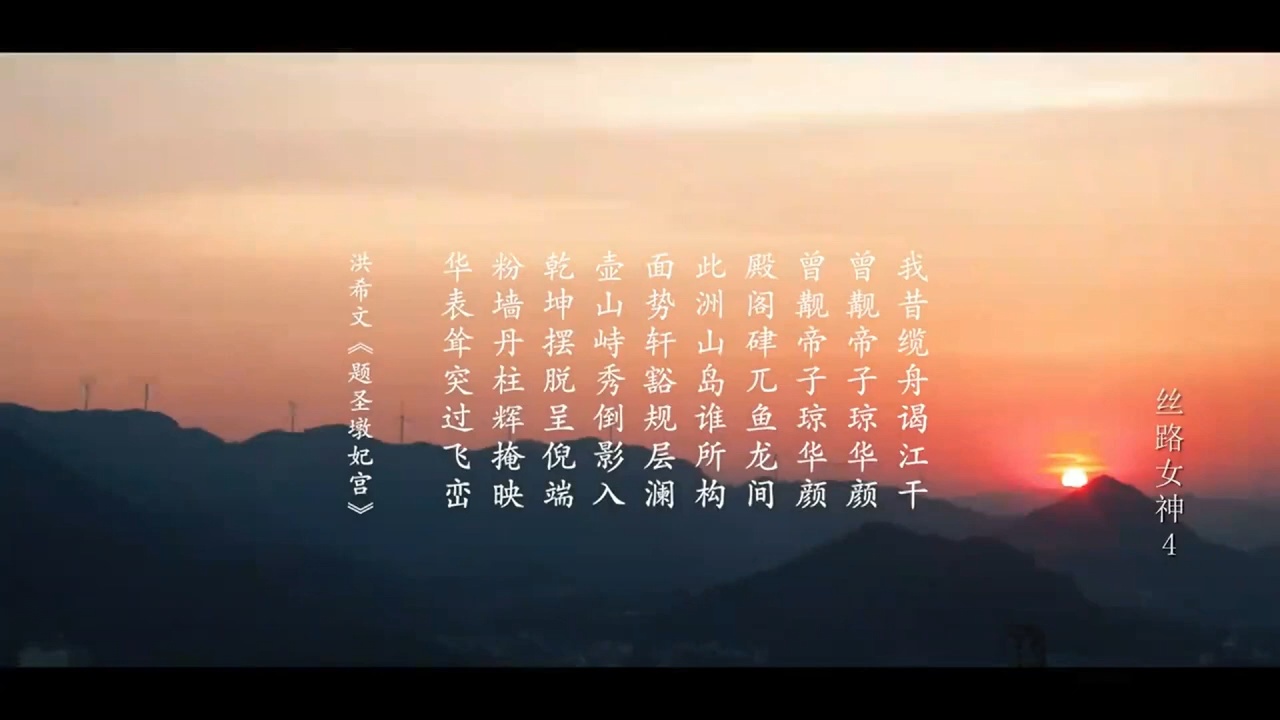 我昔缆舟谒江干
曾觏帝子琼华颜
曾觏帝子琼华颜
殿阁硉兀鱼龙间
此洲山岛谁所构
面势轩豁规层澜
壶山峙秀倒影入
乾坤摆脱呈倪端
粉墙丹柱辉掩映
华表耸突过飞峦
洪希文《题圣墩妃宫》
丝路女神4